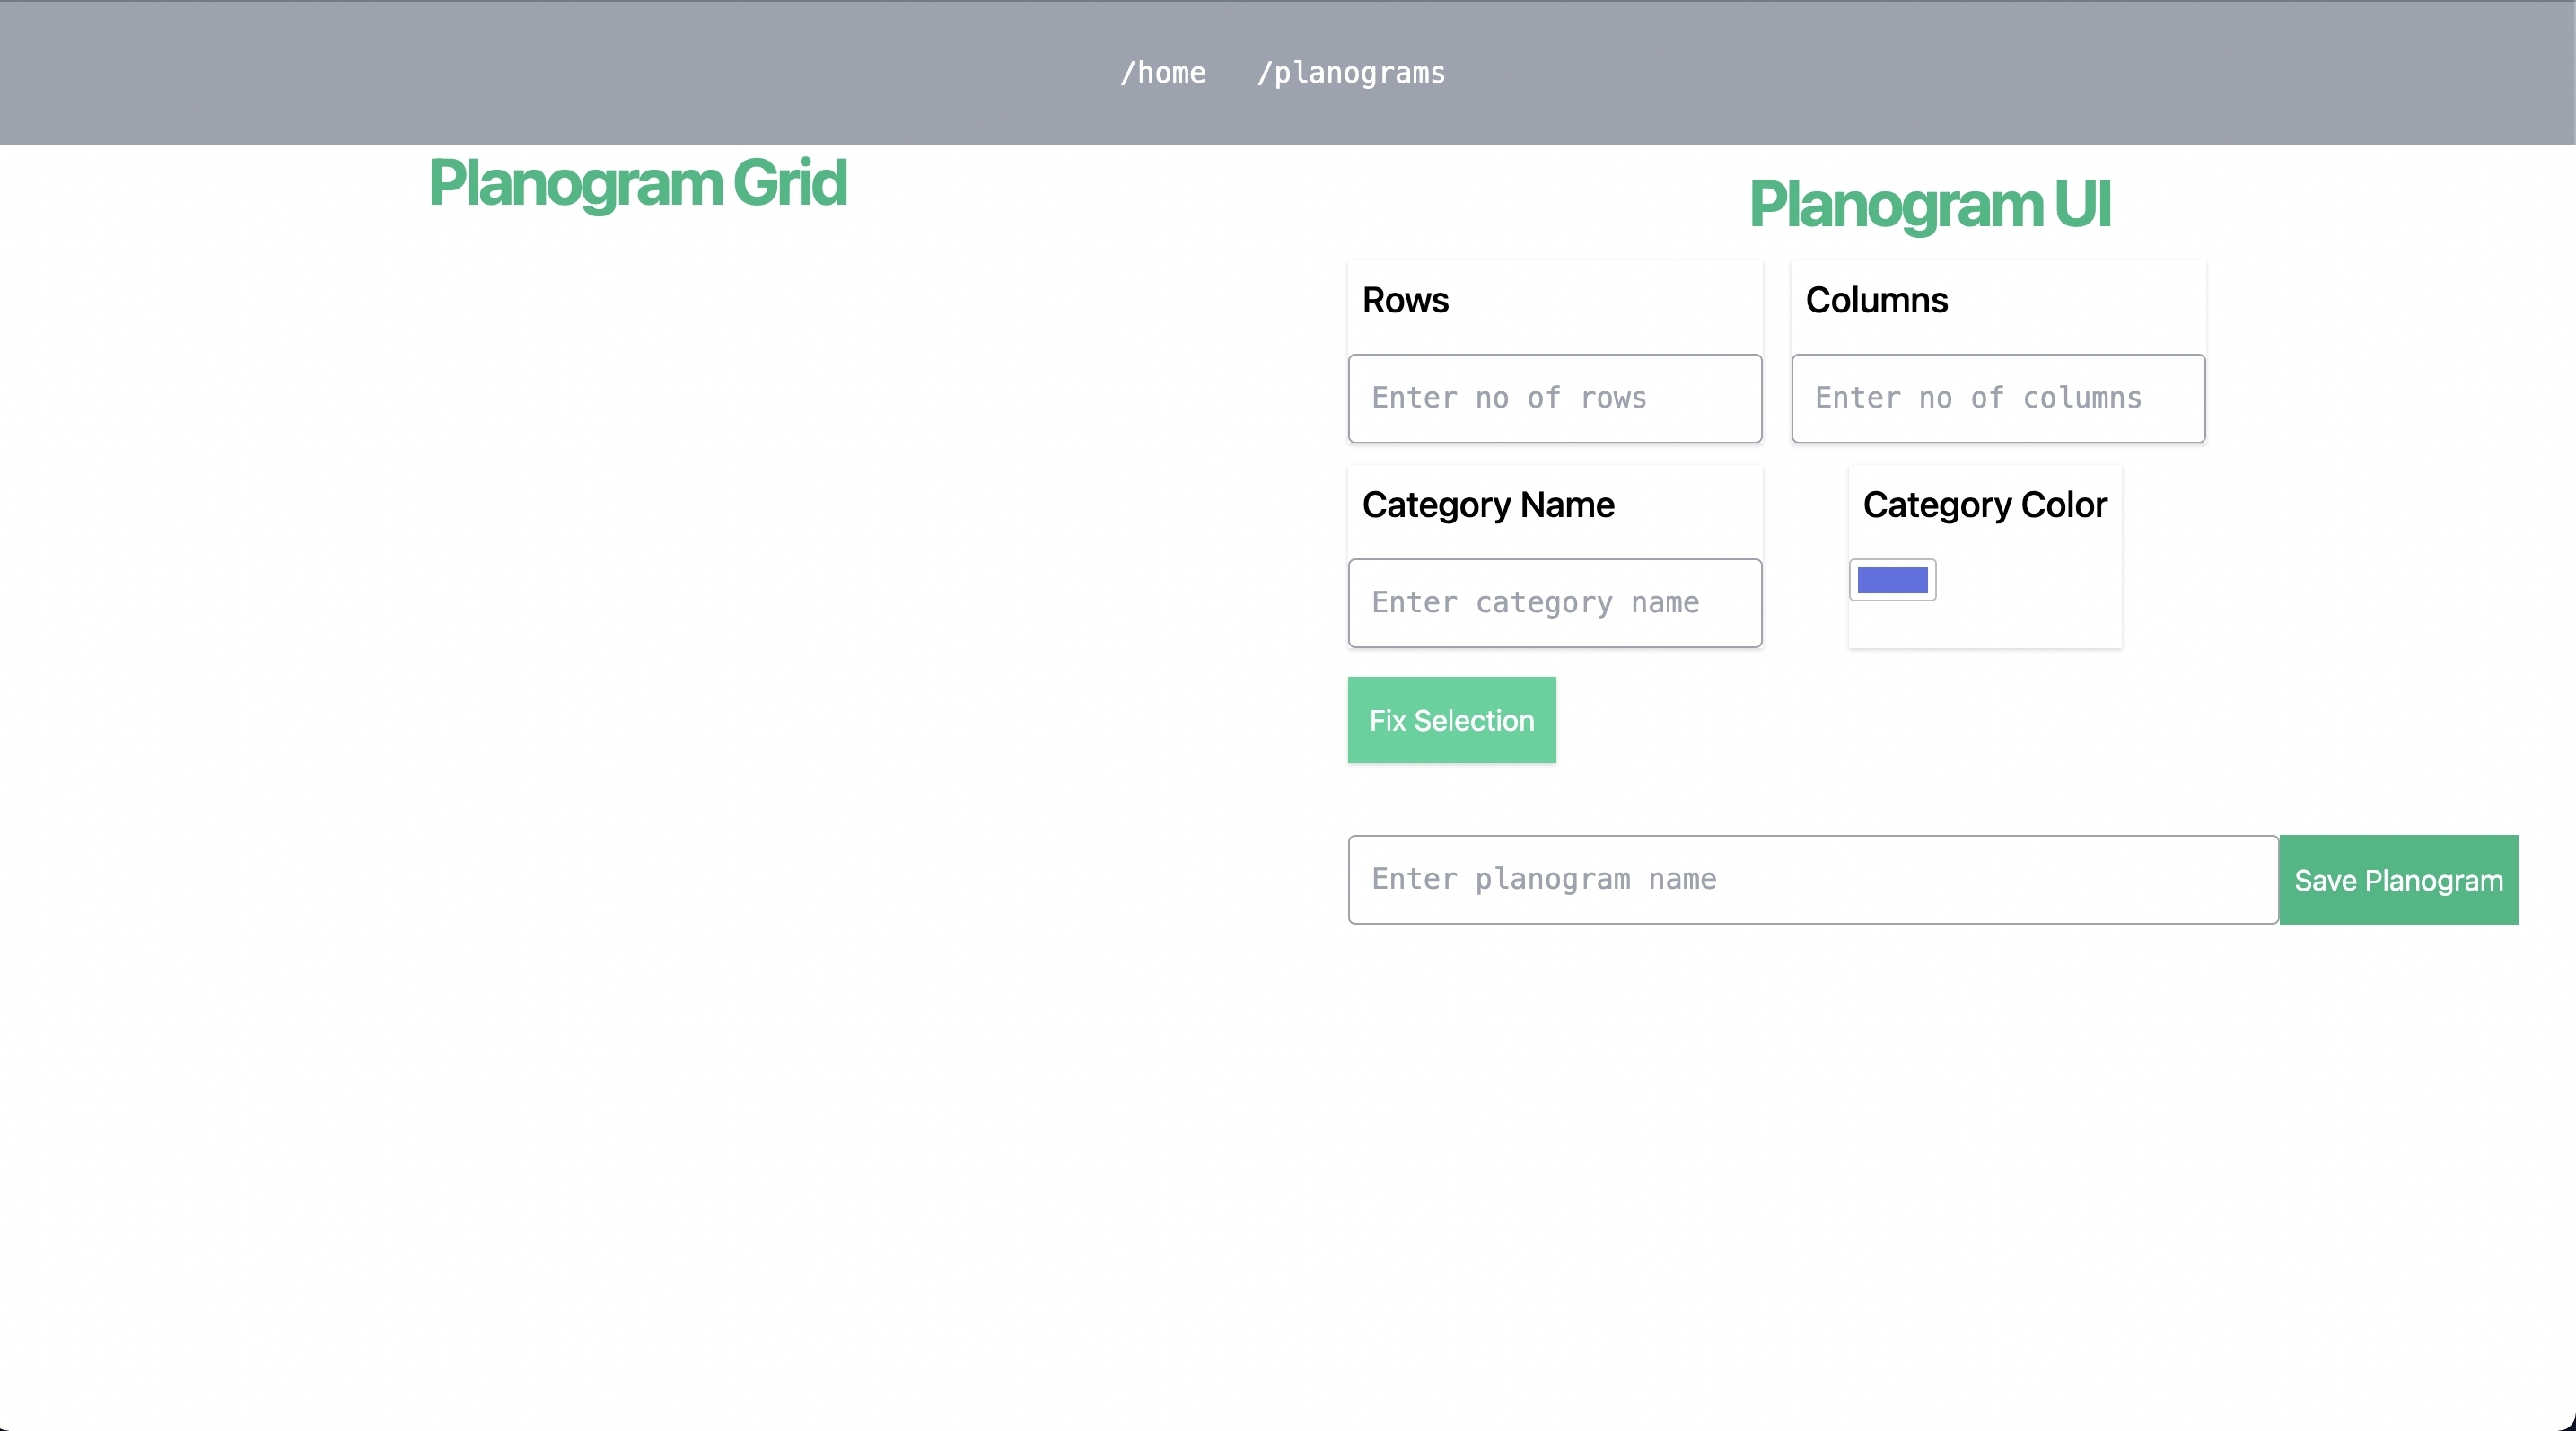 /home /planograms
Planogram Grid
Planogram UI
Rows
Columns
Enter no of rows
Enter no of columns
Category Name
Category Color
Enter category name
Fix Selection
Enter planogram name
Save Planogram